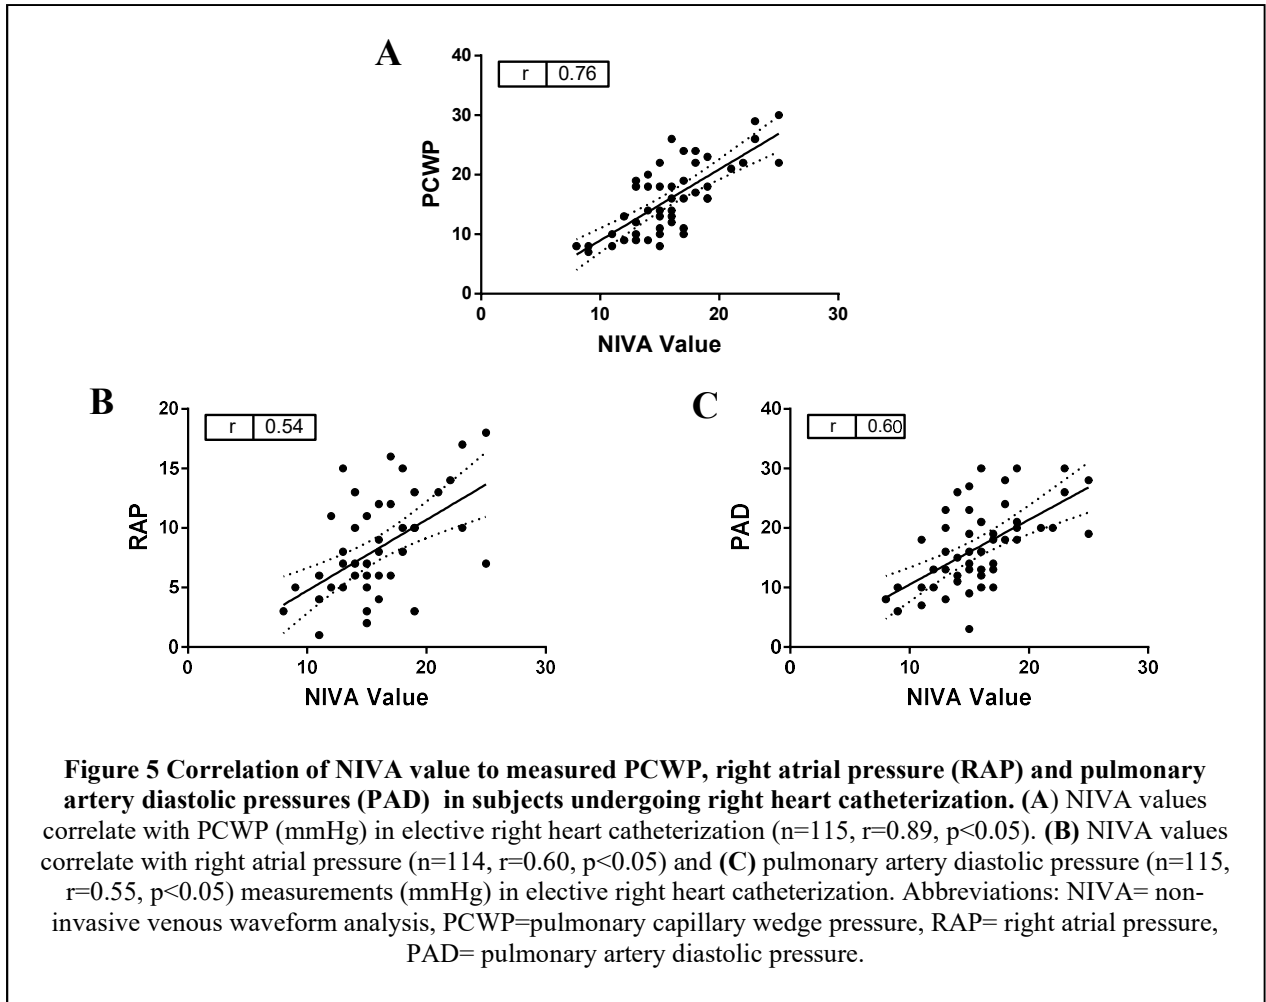 A
r 0.76
40
30
20
10
0
PCWP
0 10 20 30
NIVA Value
B
r 0.54
20
15
10
5
0
RAP
0 10 20 30
NIVA Value
C
r 0.60
40
30
20
10
0
PAD
0 10 20 30
NIVA Value
Figure 5 Correlation of NIVA value to measured PCWP, right atrial pressure (RAP) and pulmonary
artery diastolic pressures (PAD)  in subjects undergoing right heart catheterization. (A) NIVA values
correlate with PCWP (mmHg) in elective right heart catheterization (n=115, r=0.89, p<0.05). (B) NIVA values
correlate with right atrial pressure (n=114, r=0.60, p<0.05) and (C) pulmonary artery diastolic pressure (n=115,
r=0.55, p<0.05) measurements (mmHg) in elective right heart catheterization. Abbreviations: NIVA= non-
invasive venous waveform analysis, PCWP=pulmonary capillary wedge pressure, RAP= right atrial pressure,
PAD= pulmonary artery diastolic pressure.